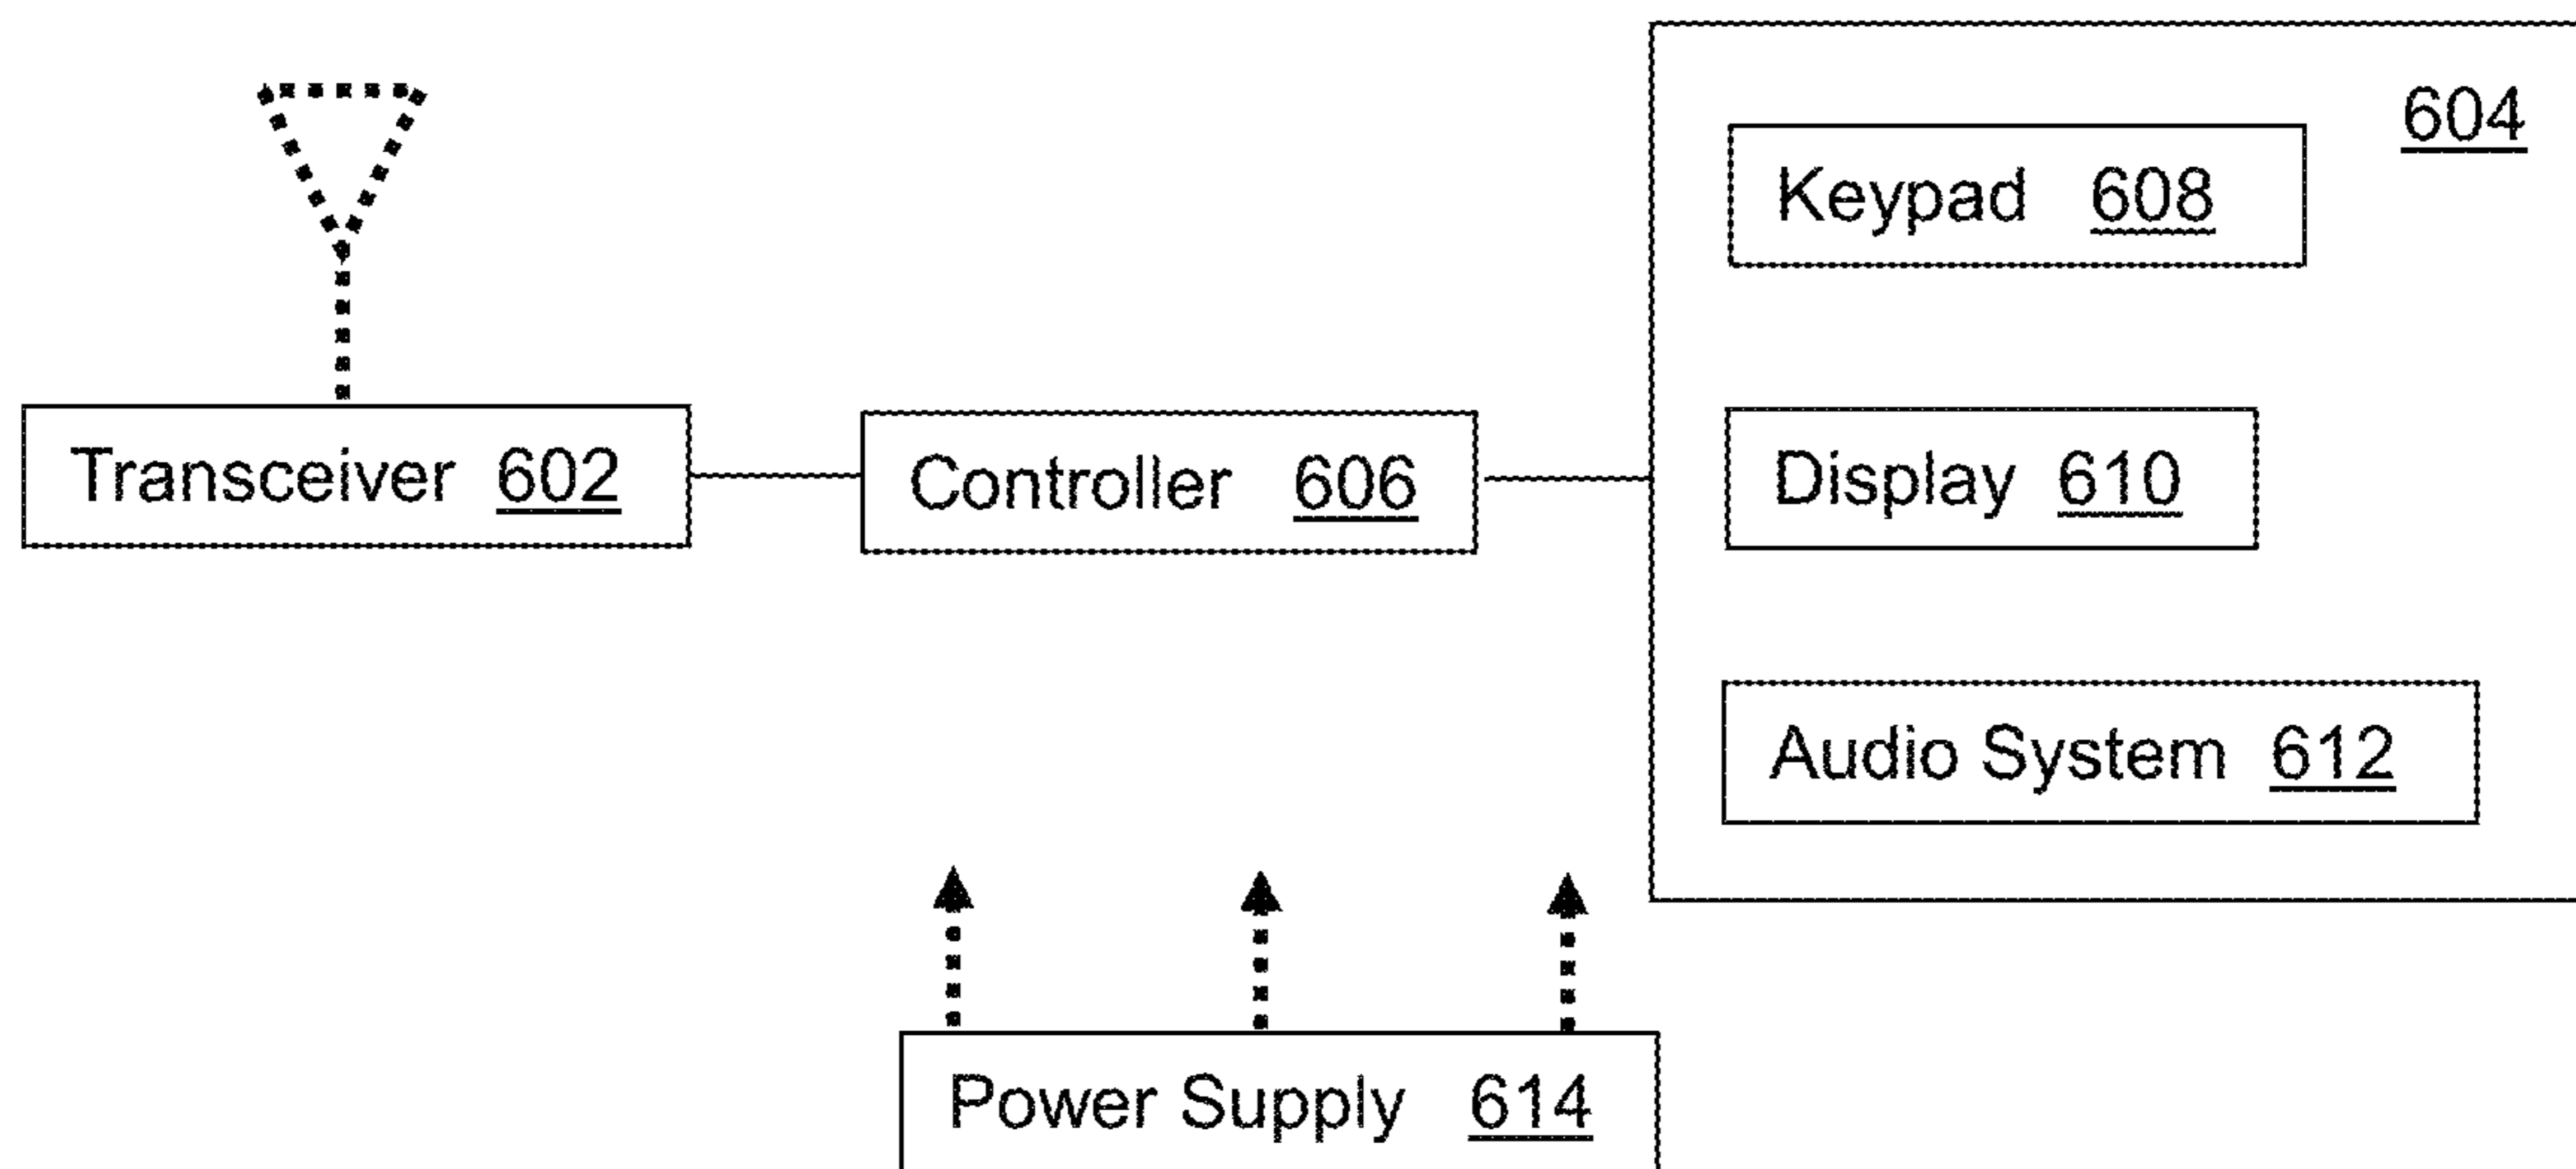 604
Keypad 608
Transceiver 602
Controller 606
Display 610
Audio System 612
Power Supply 614